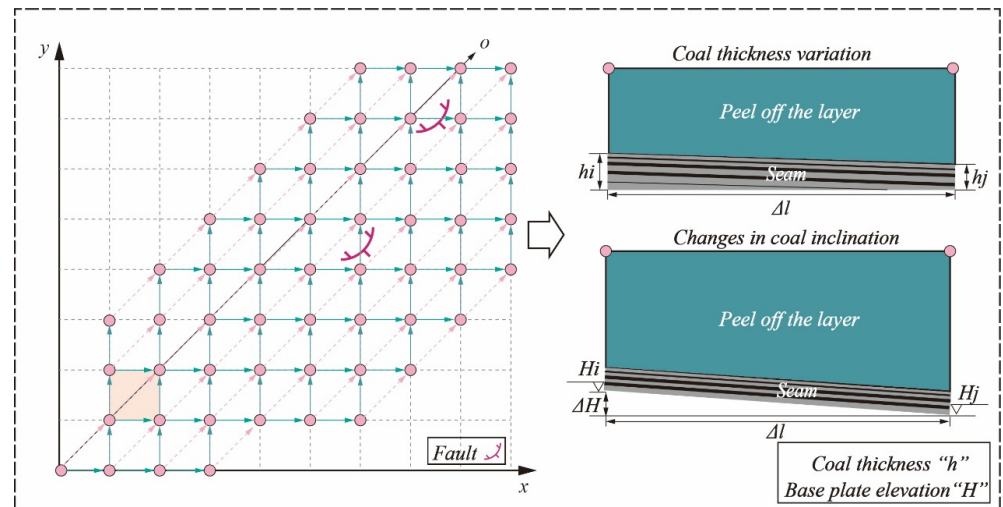 y
o
x
Fault
Coal thickness variation
Peel off the layer
hi
Seam
hj
Δl
Changes in coal inclination
Peel off the layer
Hi
Seam
Hj
ΔH
Δl
Coal thickness “h”
Base plate elevation“H”